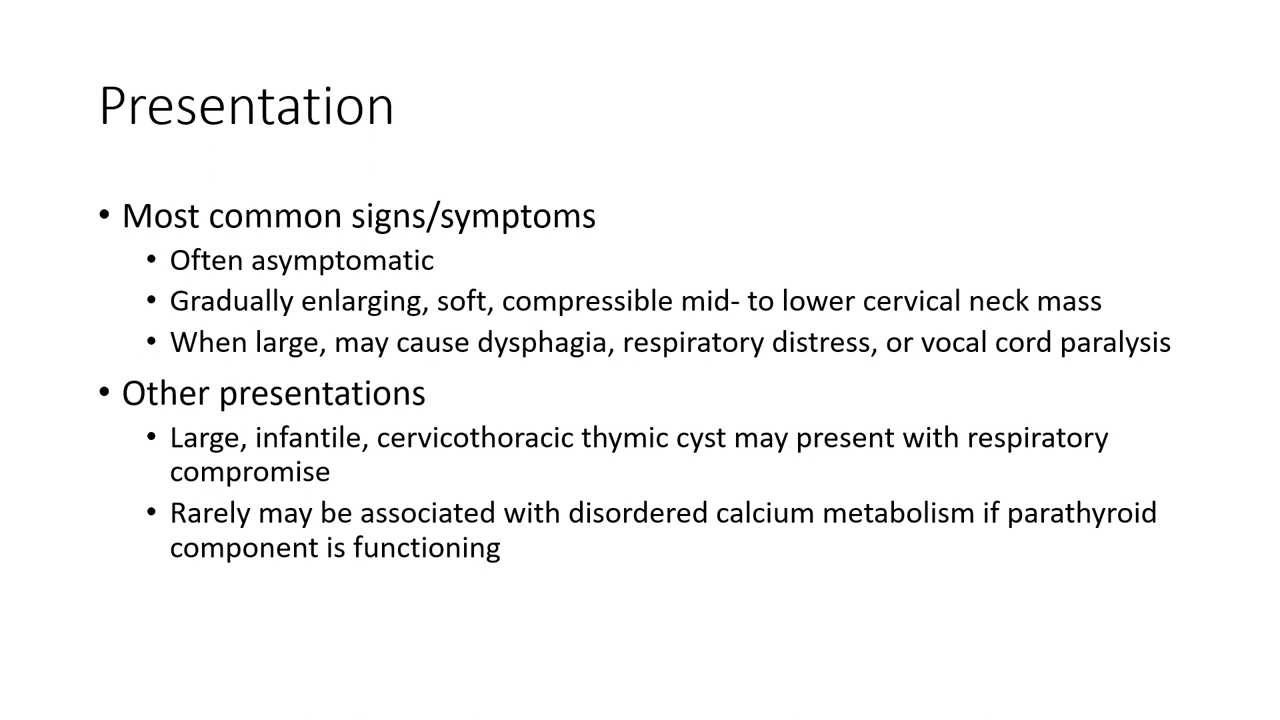 Presentation
• Most common signs/symptoms
• Often asymptomatic
• Gradually enlarging, soft, compressible mid- to lower cervical neck mass
• When large, may cause dysphagia, respiratory distress, or vocal cord paralysis
• Other presentations
• Large, infantile, cervicothoracic thymic cyst may present with respiratory
compromise
• Rarely may be associated with disordered calcium metabolism if parathyroid
component is functioning